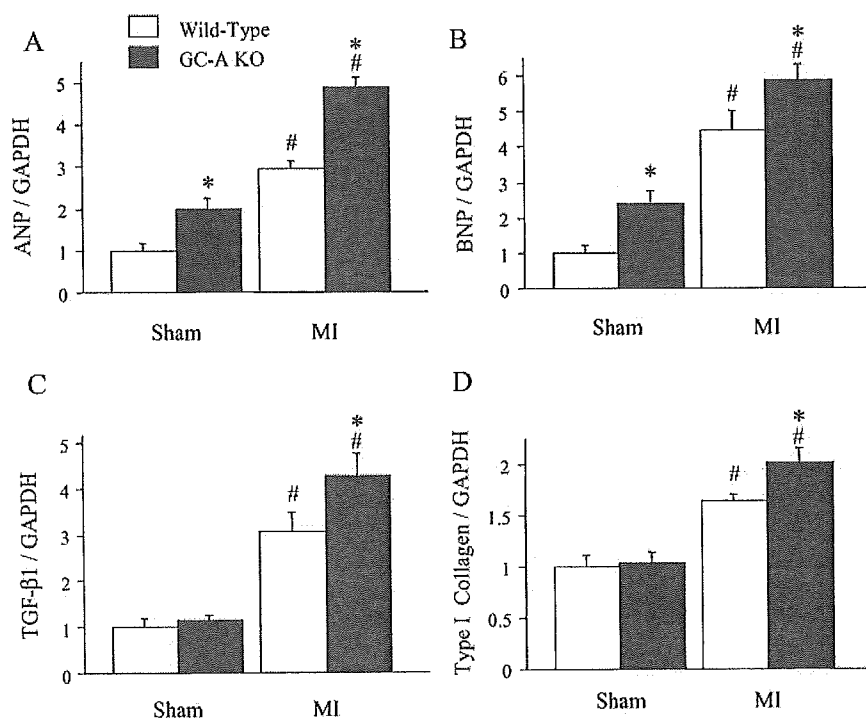 A
Wild-Type
GC-A KO
ANP / GAPDH
5
4
3
2
1
0
*
#
*
#
Sham
MI
B
BNP / GAPDH
6
5
4
3
2
1
0
*
#
*
#
Sham
MI
C
TGF-β1 / GAPDH
5
4
3
2
1
0
#
*
#
Sham
MI
D
Type I Collagen / GAPDH
2
1.5
1
0.5
0
#
*
#
Sham
MI